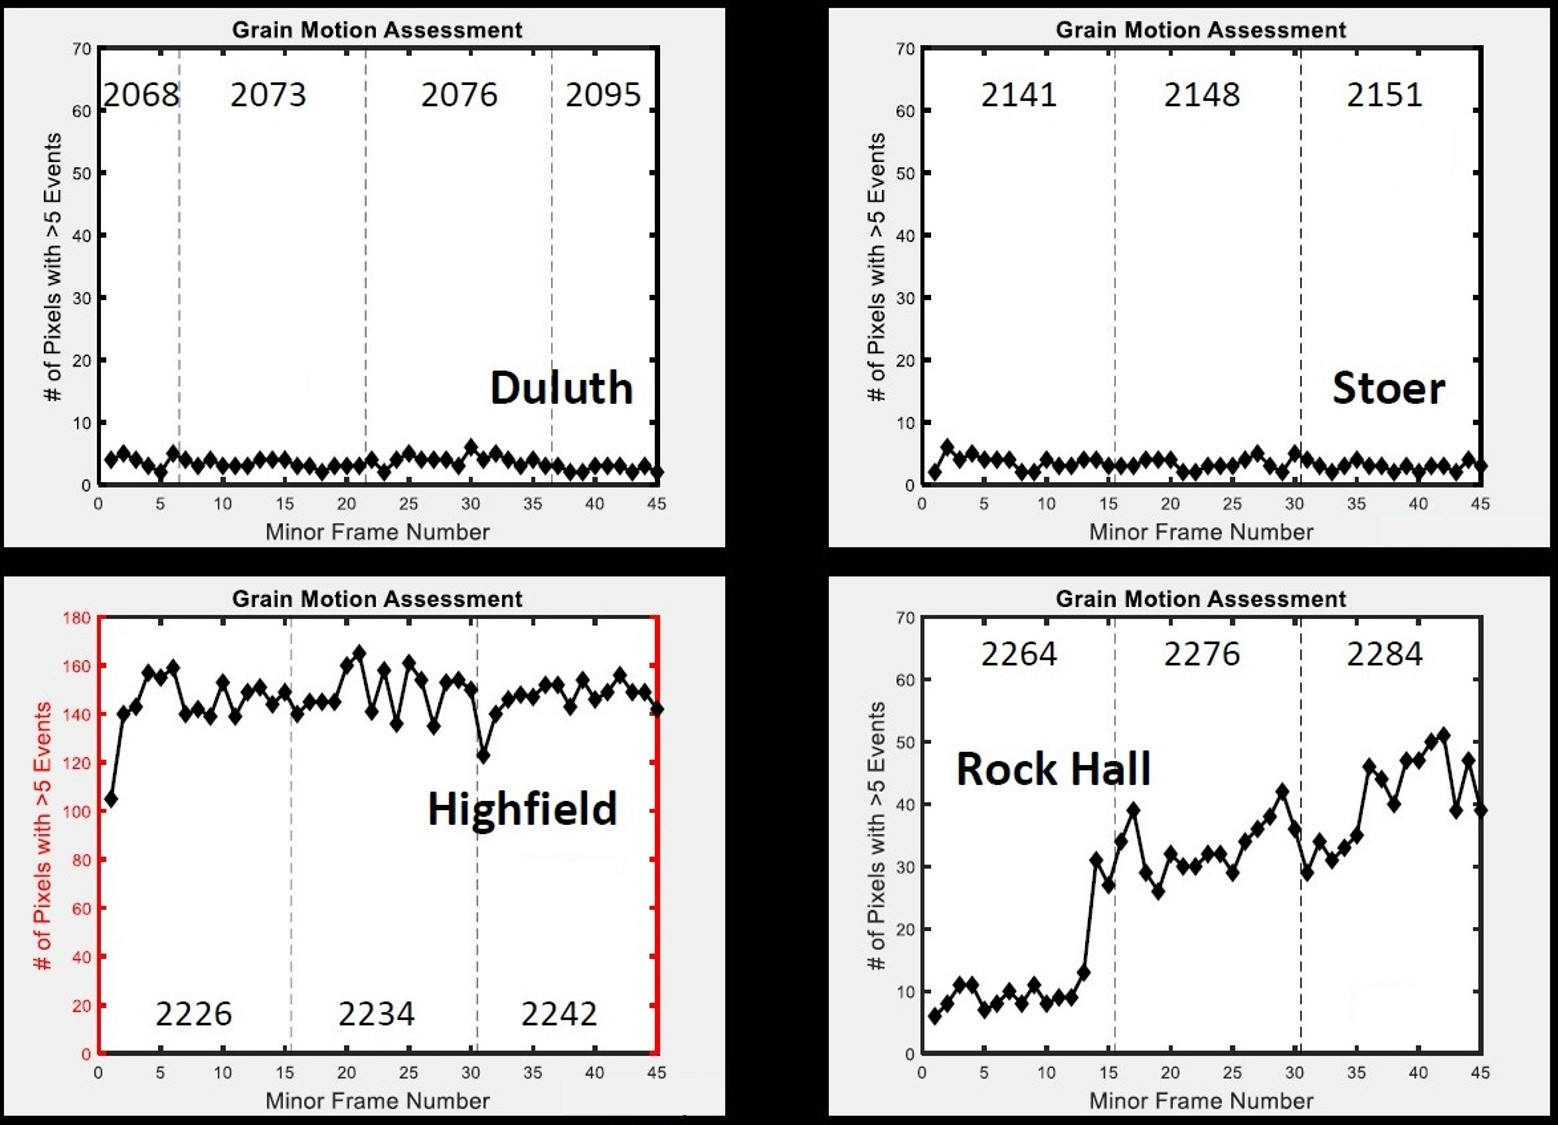 Grain Motion Assessment
# of Pixels with >5 Events
70
60
50
40
30
20
10
0
2068 2073 2076 2095
Duluth
0 5 10 15 20 25 30 35 40 45
Minor Frame Number
Grain Motion Assessment
# of Pixels with >5 Events
70
60
50
40
30
20
10
0
2141 2148 2151
Stoer
0 5 10 15 20 25 30 35 40 45
Minor Frame Number
Grain Motion Assessment
# of Pixels with >5 Events
180
160
140
120
100
80
60
40
20
0
Highfield
2226 2234 2242
0 5 10 15 20 25 30 35 40 45
Minor Frame Number
Grain Motion Assessment
# of Pixels with >5 Events
70
60
50
40
30
20
10
0
2264 2276 2284
Rock Hall
0 5 10 15 20 25 30 35 40 45
Minor Frame Number